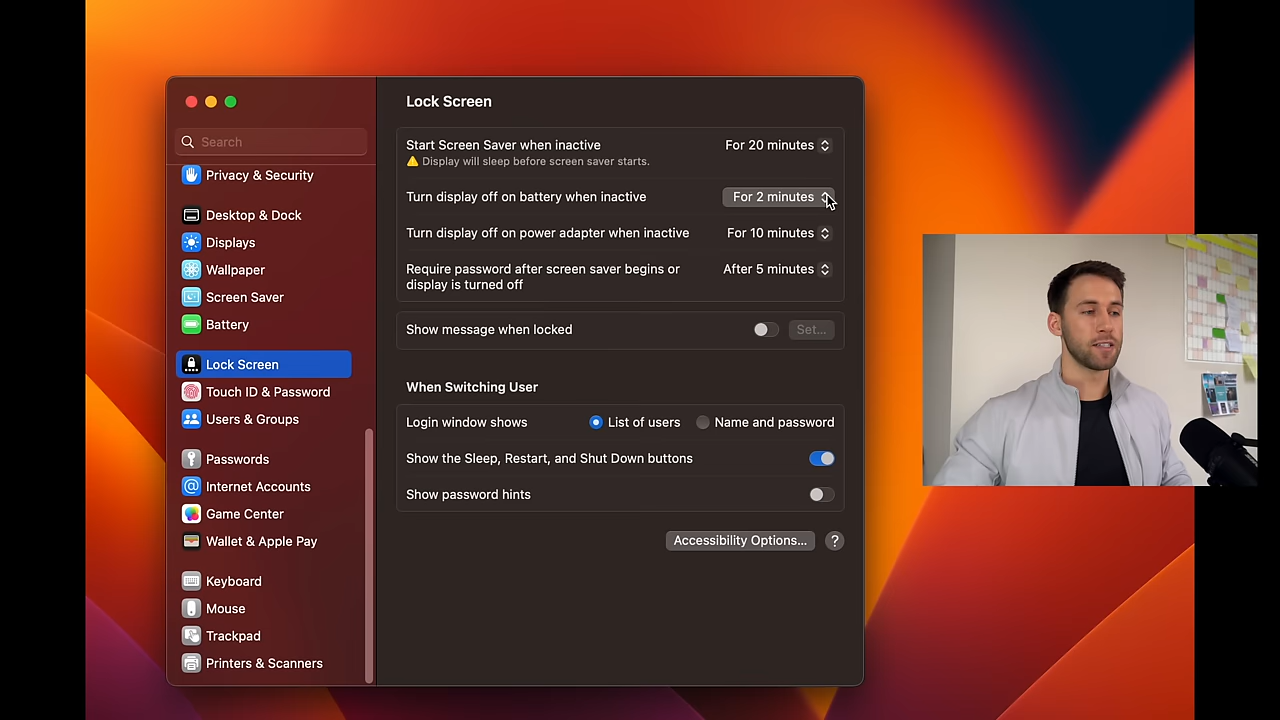 Lock Screen
Search
Privacy & Security
Desktop & Dock
Displays
Wallpaper
Screen Saver
Battery
Lock Screen
Touch ID & Password
Users & Groups
Passwords
Internet Accounts
Game Center
Wallet & Apple Pay
Keyboard
Mouse
Trackpad
Printers & Scanners
Start Screen Saver when inactive
For 20 minutes
Display will sleep before screen saver starts.
Turn display off on battery when inactive
For 2 minutes
Turn display off on power adapter when inactive
For 10 minutes
Require password after screen saver begins or
display is turned off
After 5 minutes
Show message when locked
Set...
When Switching User
Login window shows
List of users
Name and password
Show the Sleep, Restart, and Shut Down buttons
Show password hints
Accessibility Options...
?